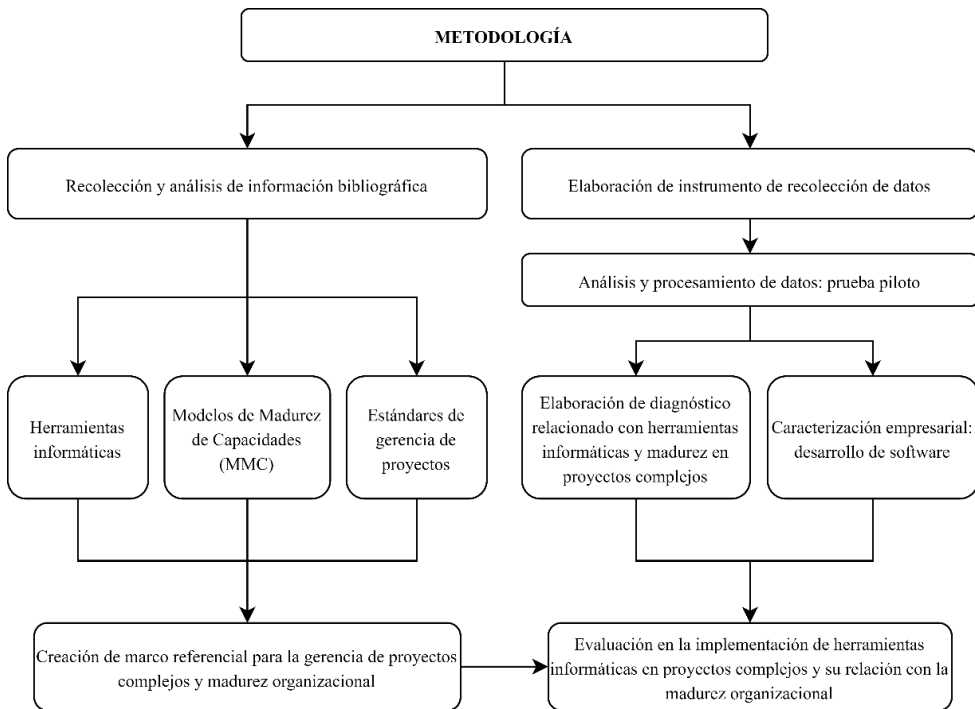 METODOLOGÍA
Recolección y análisis de información bibliográfica
Elaboración de instrumento de recolección de datos
Análisis y procesamiento de datos: prueba piloto
Herramientas
informáticas
Modelos de Madurez
de Capacidades
(MMC)
Estándares de
gerencia de
proyectos
Elaboración de diagnóstico
relacionado con herramientas
informáticas y madurez en
proyectos complejos
Caracterización empresarial:
desarrollo de software
Creación de marco referencial para la gerencia de proyectos
complejos y madurez organizacional
Evaluación en la implementación de herramientas
informáticas en proyectos complejos y su relación con la
madurez organizacional